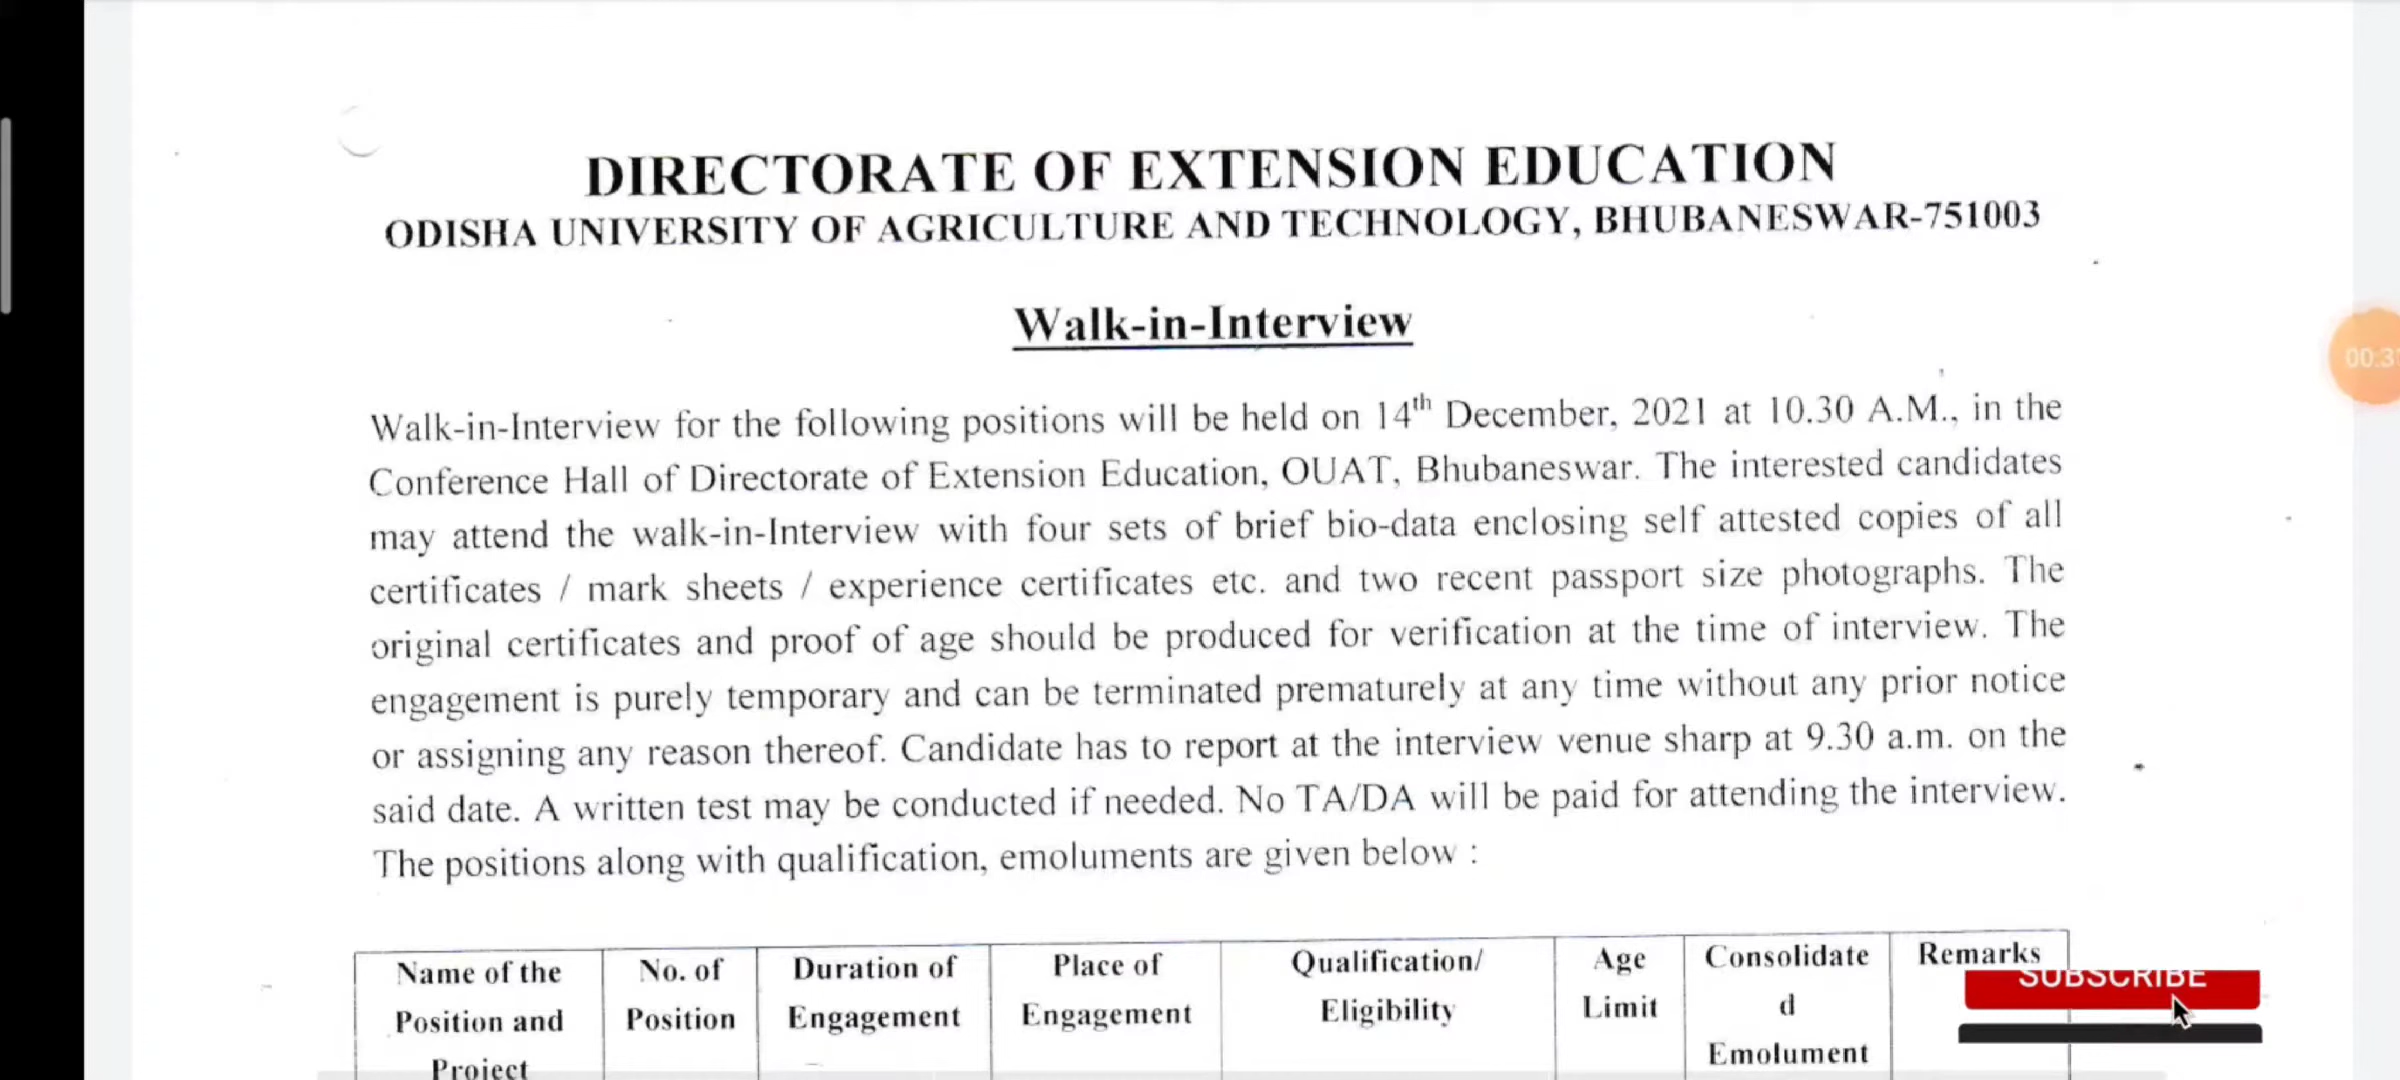 DIRECTORATE OF EXTENSION EDUCATION
ODISHA UNIVERSITY OF AGRICULTURE AND TECHNOLOGY, BHUBANESWAR-751003
Walk-in-Interview
Walk-in-Interview for the following positions will be held on 14th December, 2021 at 10.30 A.M., in the
Conference Hall of Directorate of Extension Education, OUAT, Bhubaneswar. The interested candidates
may attend the walk-in-Interview with four sets of brief bio-data enclosing self attested copies of all
certificates / mark sheets / experience certificates etc. and two recent passport size photographs. The
original certificates and proof of age should be produced for verification at the time of interview. The
engagement is purely temporary and can be terminated prematurely at any time without any prior notice
or assigning any reason thereof. Candidate has to report at the interview venue sharp at 9.30 a.m. on the
said date. A written test may be conducted if needed. No TA/DA will be paid for attending the interview.
The positions along with qualification, emoluments are given below :
Name of the
Position and
Project
No. of
Position
Duration of
Engagement
Place of
Engagement
Qualification/
Eligibility
Age
Limit
Consolidate
d
Emolument
Remarks
SUBSCRIBE